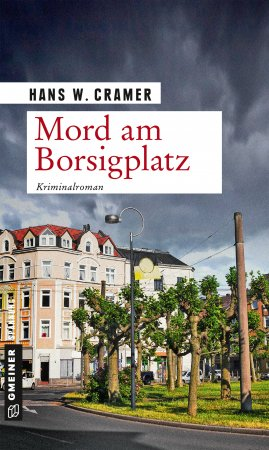 HANS W. CRAMER
Mord am
Borsigplatz
Kriminalroman
GMEINER